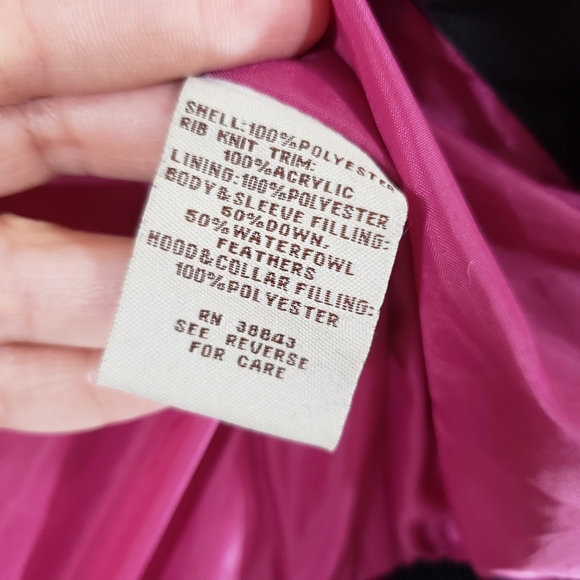 SHELL:100%POLYESTER
RIB KNIT TRIM:
100%ACRYLIC
LINING:100%POLYESTER
BODY&SLEEVE FILLING:
50%DOWN,
50%WATERFOWL
FEATHERS
HOOD&COLLAR FILLING:
100%POLYESTER
RN 38843
SEE REVERSE
FOR CARE